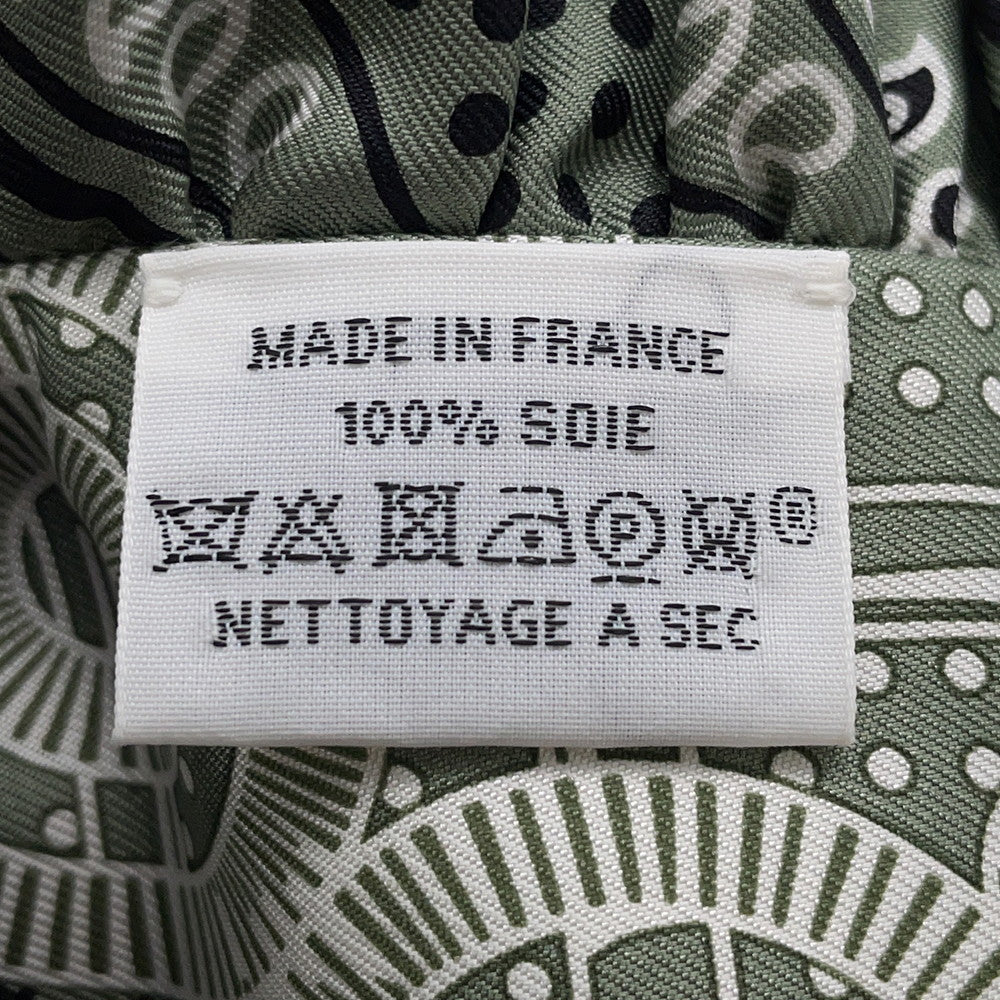 MADE IN FRANCE
100% SOIE
P W ®
NETTOYAGE A SEC